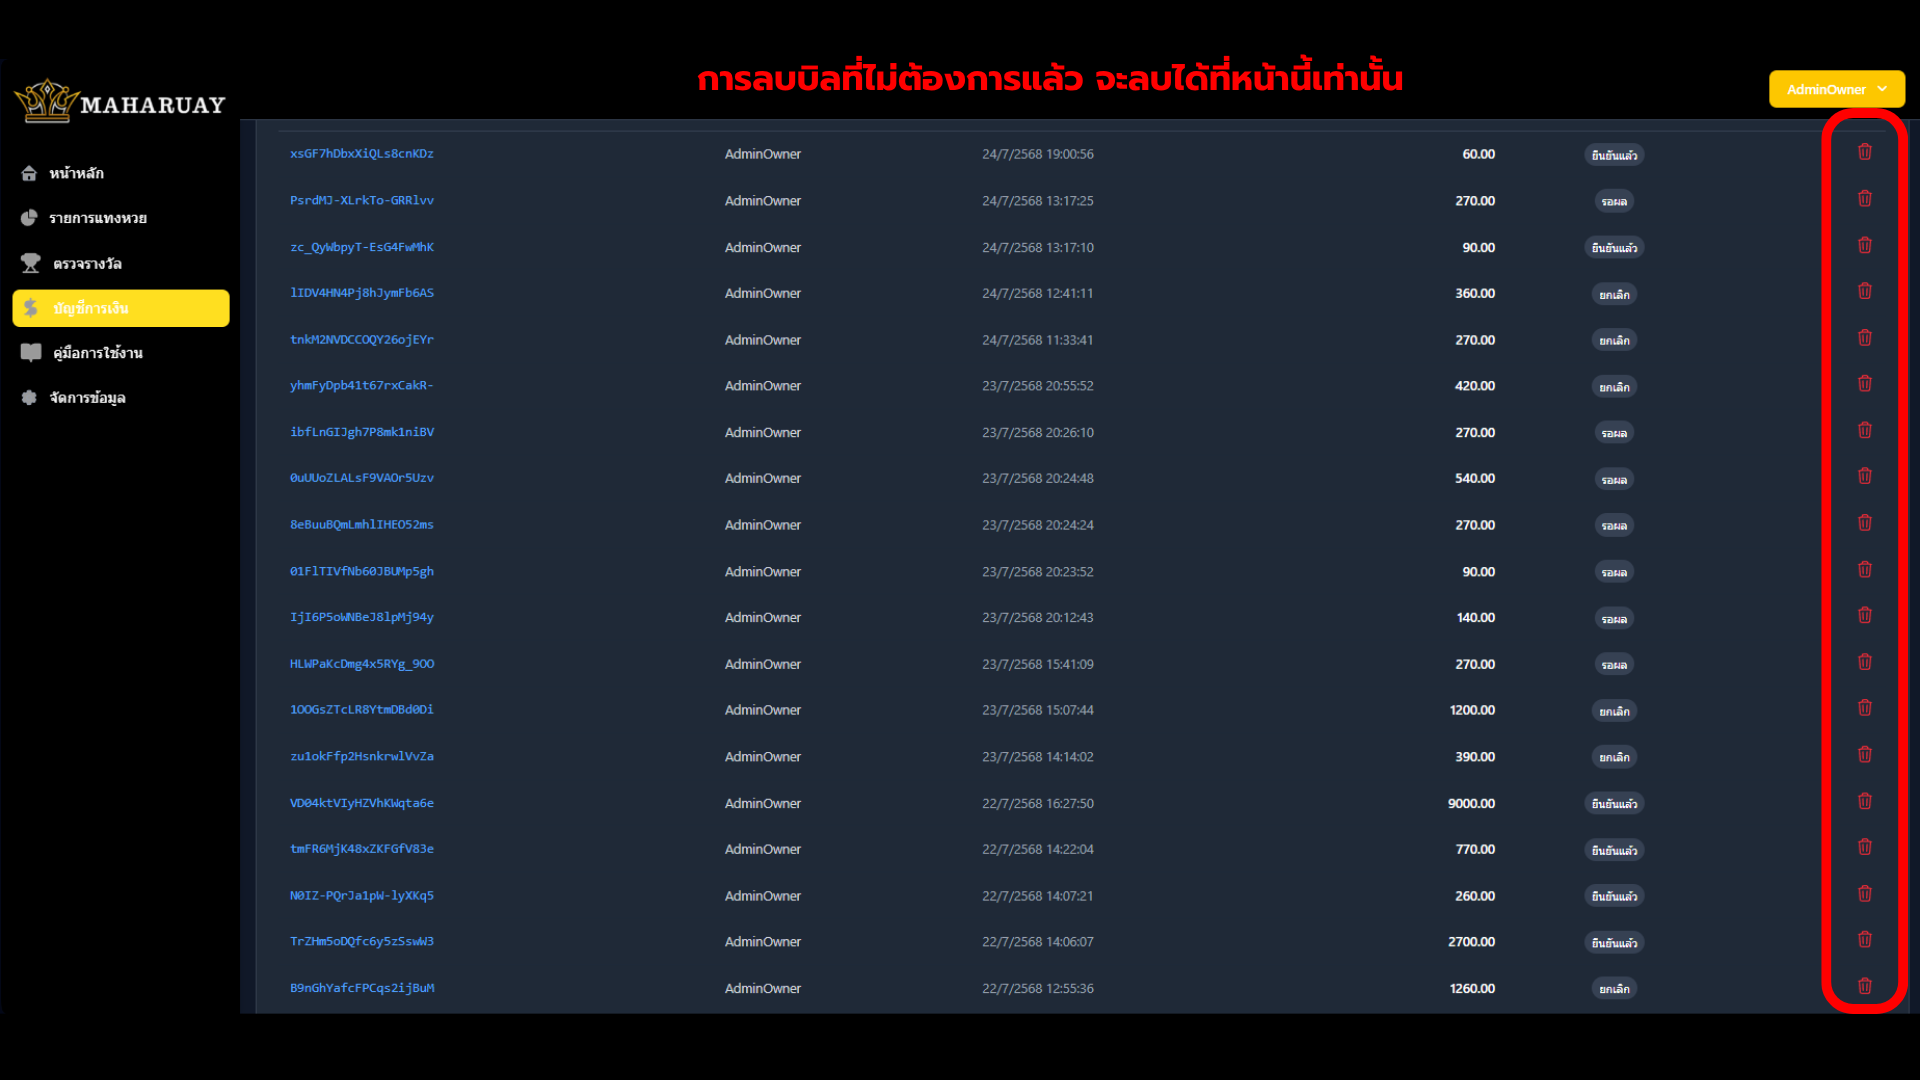 การลบบิลที่ไม่ต้องการแล้ว จะลบได้ที่หน้านี้เท่านั้น
MAHARUAY
AdminOwner
หน้าหลัก
รายการแทงหวย
ตรวจรางวัล
บัญชีการเงิน
คู่มือการใช้งาน
จัดการข้อมูล
xsGF7hDbxXiQLs8cnKDz AdminOwner 24/7/2568 19:00:56 60.00 ยืนยันแล้ว
PsrdMJ-XLrkTo-GRRlvv AdminOwner 24/7/2568 13:17:25 270.00 รอผล
zc_QyWbpyT-EsG4FwMhK AdminOwner 24/7/2568 13:17:10 90.00 ยืนยันแล้ว
lIDV4HN4Pj8hJymFb6AS AdminOwner 24/7/2568 12:41:11 360.00 ยกเลิก
tnkM2NVDCCOQY26ojEYr AdminOwner 24/7/2568 11:33:41 270.00 ยกเลิก
yhmFyDpb41t67rxCakR- AdminOwner 23/7/2568 20:55:52 420.00 ยกเลิก
ibfLnGIJgh7P8mk1niBV AdminOwner 23/7/2568 20:26:10 270.00 รอผล
0uUUoZLALsF9VAOr5Uzv AdminOwner 23/7/2568 20:24:48 540.00 รอผล
8eBuuBQmLmhlIHEO52ms AdminOwner 23/7/2568 20:24:24 270.00 รอผล
01FlTIVfNb60JBUMp5gh AdminOwner 23/7/2568 20:23:52 90.00 รอผล
IjI6P5oWNBeJ8lpMj94y AdminOwner 23/7/2568 20:12:43 140.00 รอผล
HLWPaKcDmg4x5RYg_9OO AdminOwner 23/7/2568 15:41:09 270.00 รอผล
1OOGsZTcLR8YtmDBd0Di AdminOwner 23/7/2568 15:07:44 1200.00 ยกเลิก
zu1okFfp2HsnkrwlVvZa AdminOwner 23/7/2568 14:14:02 390.00 ยกเลิก
VD04ktVIyHZVhKWqta6e AdminOwner 22/7/2568 16:27:50 9000.00 ยืนยันแล้ว
tmFR6MjK48xZKFGfV83e AdminOwner 22/7/2568 14:22:04 770.00 ยืนยันแล้ว
N0IZ-PQrJa1pW-lyXKq5 AdminOwner 22/7/2568 14:07:21 260.00 ยืนยันแล้ว
TrZHm5oDQfc6y5zSswW3 AdminOwner 22/7/2568 14:06:07 2700.00 ยืนยันแล้ว
B9nGhYafcFPCqs2ijBuM AdminOwner 22/7/2568 12:55:36 1260.00 ยกเลิก